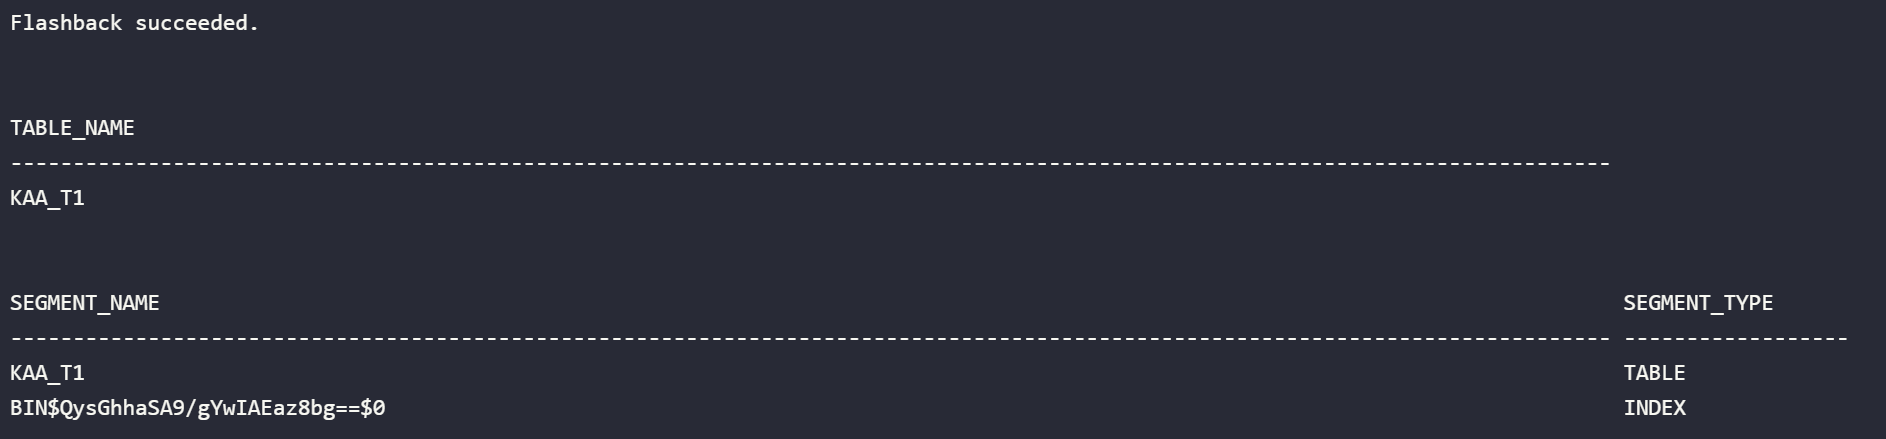 Flashback succeeded.
TABLE_NAME
--------------------------------------------------------------------------------------------------------------------------------
KAA_T1
SEGMENT_NAME SEGMENT_TYPE
-------------------------------------------------------------------------------------------------------------------------------- ------------------
KAA_T1 TABLE
BIN$QysGhhaSA9/gYwIAEaz8bg==$0 INDEX